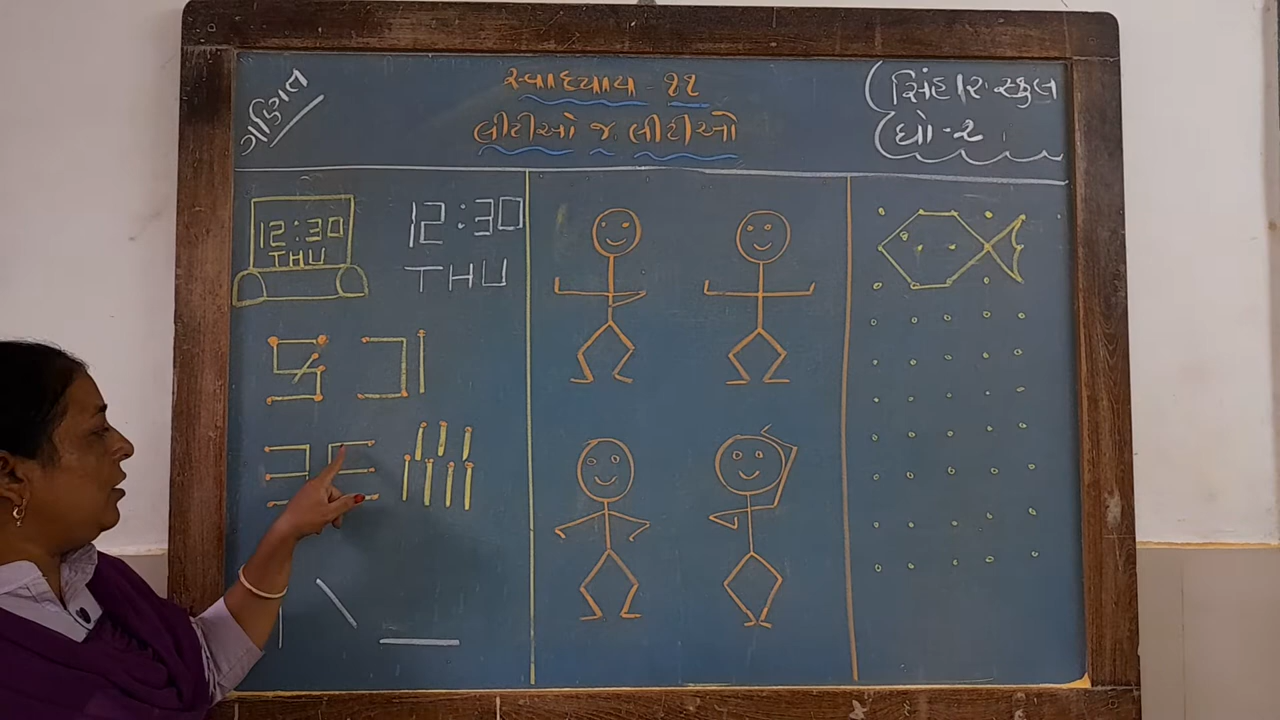 ગણિત
સ્વાધ્યાય - ૧૧
લીટીઓ જ લીટીઓ
સિંહાર સ્કુલ
ધો - ૨
12:30
THU
12:30
THU